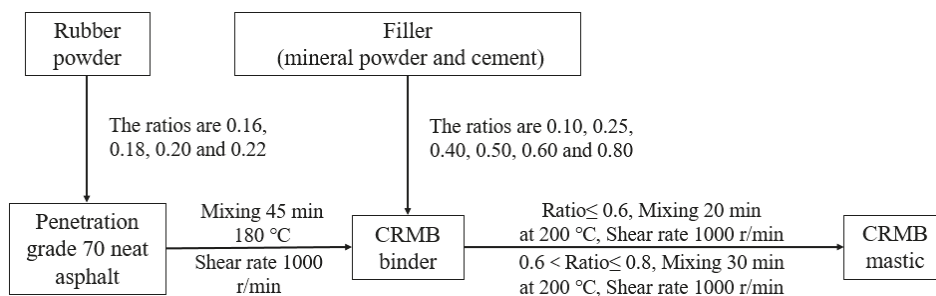 Rubber
powder
Filler
(mineral powder and cement)
The ratios are 0.16,
0.18, 0.20 and 0.22
The ratios are 0.10, 0.25,
0.40, 0.50, 0.60 and 0.80
Penetration
grade 70 neat
asphalt
Mixing 45 min
180 °C
Shear rate 1000
r/min
CRMB
binder
Ratio≤ 0.6, Mixing 20 min
at 200 °C, Shear rate 1000 r/min
0.6 < Ratio≤ 0.8, Mixing 30 min
at 200 °C, Shear rate 1000 r/min
CRMB
mastic